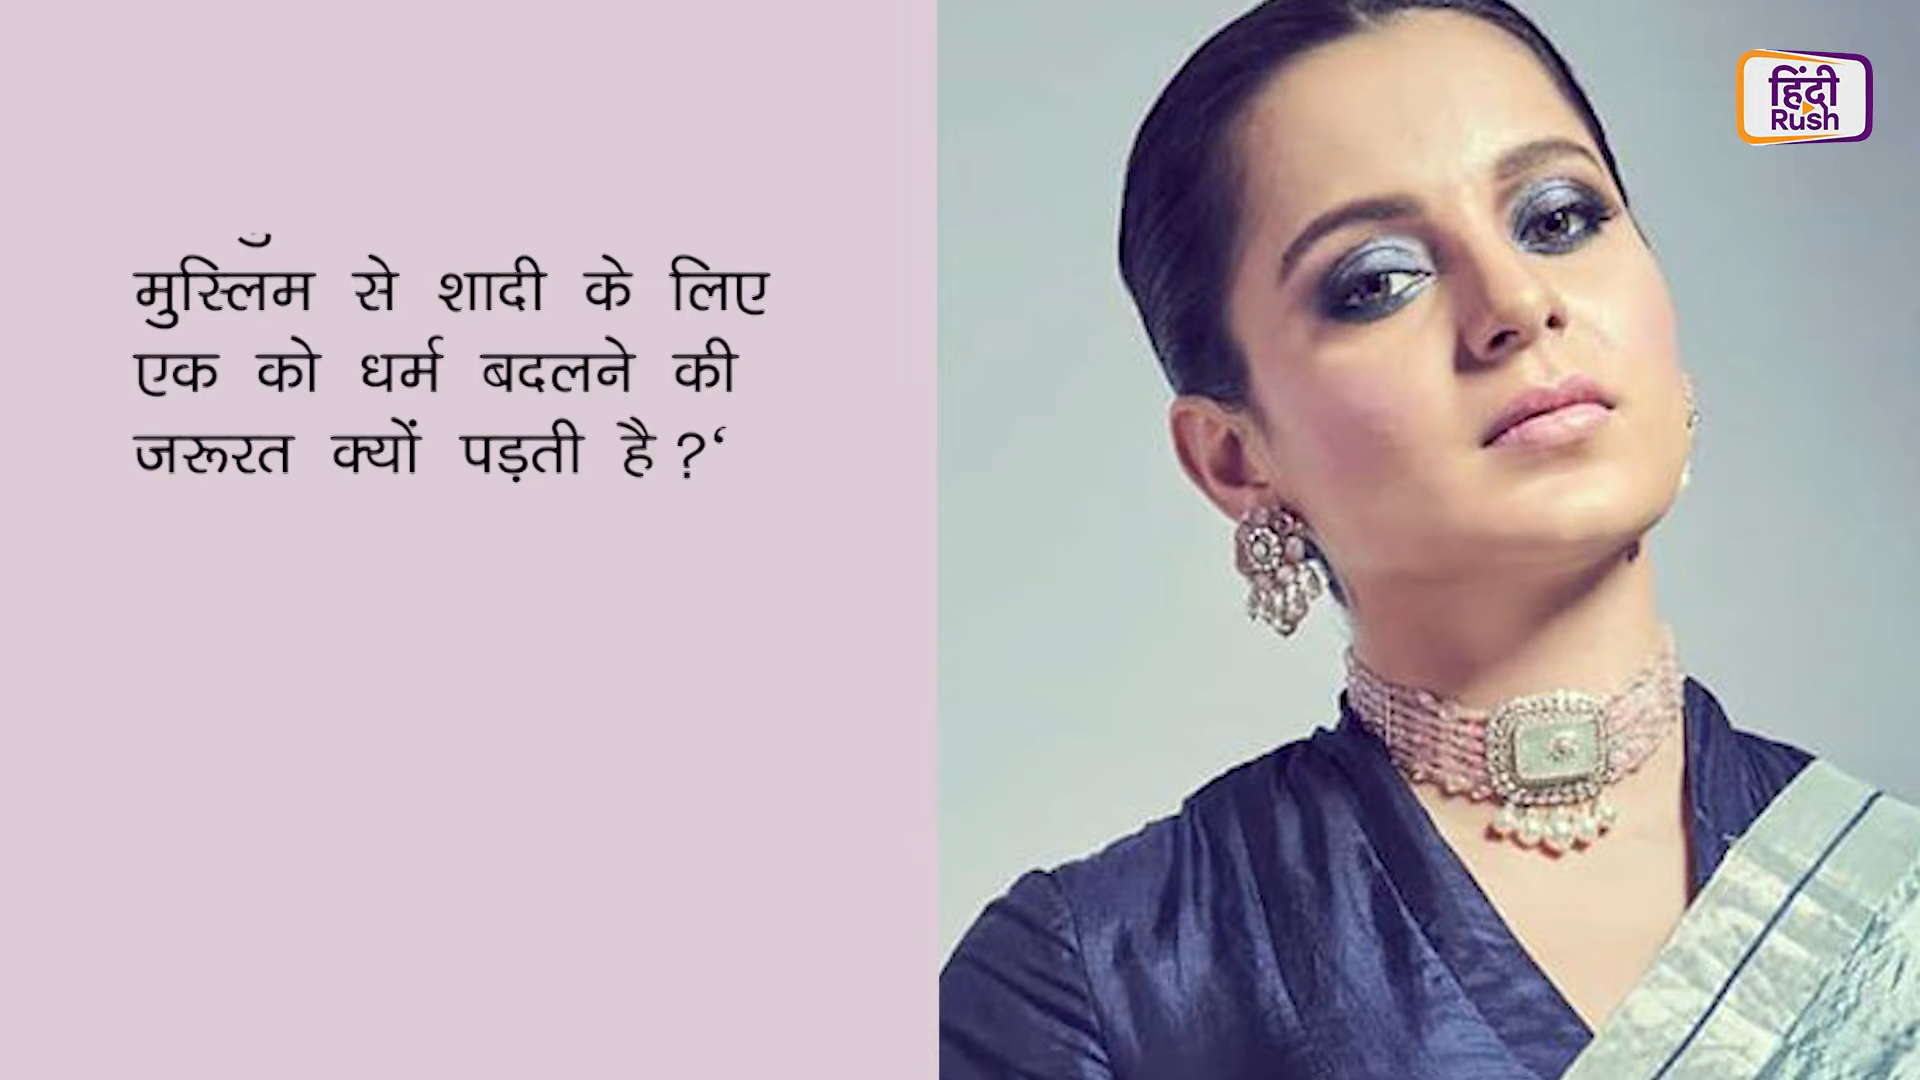 हिंदी
Rush
मुस्लिम से शादी के लिए
एक को धर्म बदलने की
जरूरत क्यों पड़ती है ?‘